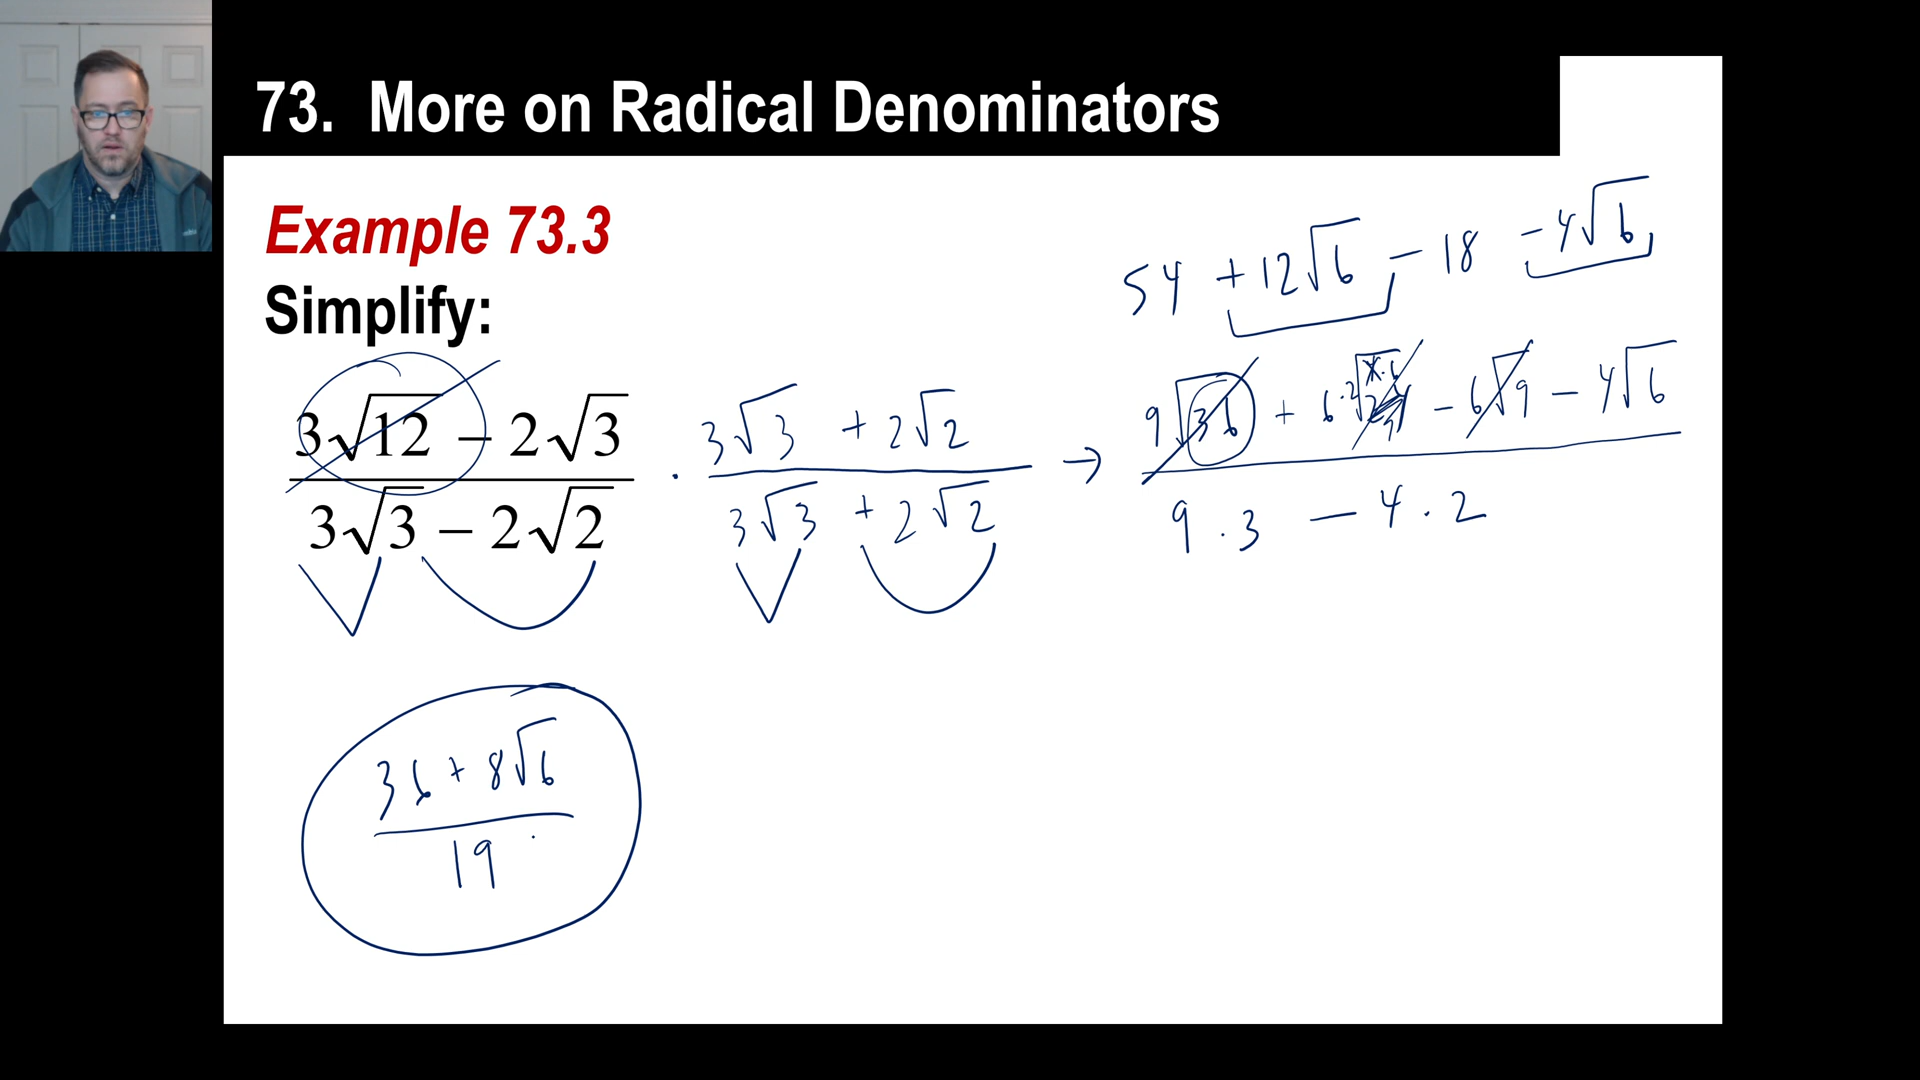 73. More on Radical Denominators
Example 73.3
Simplify:
54 + 12√6 − 18 − 4√6
3√12 − 2√3
3√3 − 2√2
· 3√3 + 2√2
3√3 + 2√2
→ 9√36 + 6·2√4·6 − 6√9 − 4√6
9 · 3 − 4 · 2
36 + 8√6
19